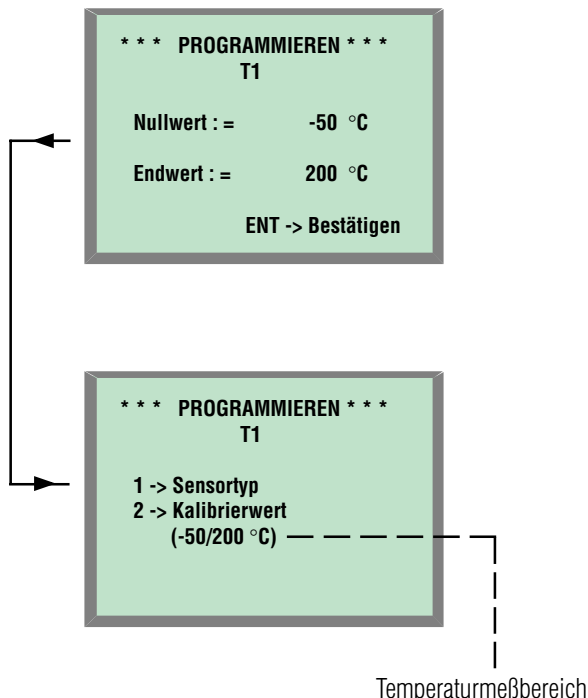 * * * PROGRAMMIEREN * * *
T1
Nullwert : = -50 °C
Endwert : = 200 °C
ENT -> Bestätigen
* * * PROGRAMMIEREN * * *
T1
1 -> Sensortyp
2 -> Kalibrierwert
(-50/200 °C)
Temperaturmeßbereich